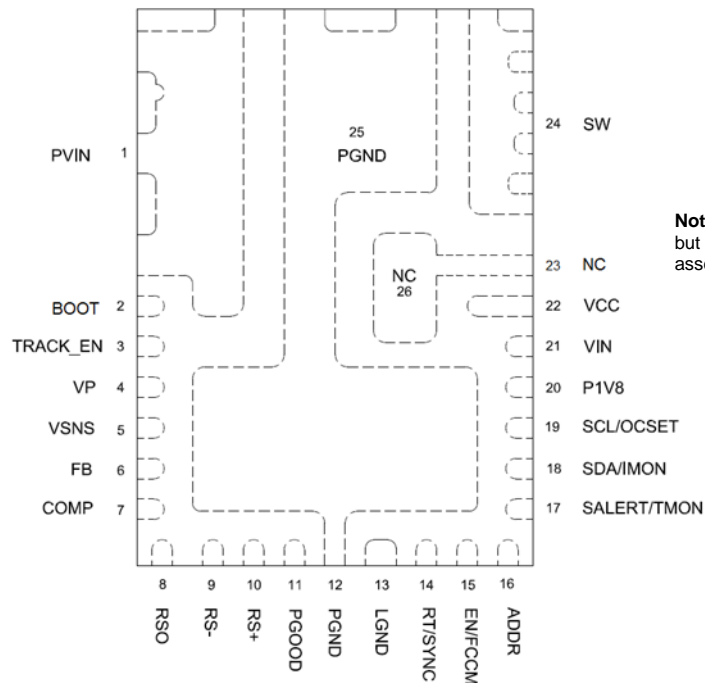 25
PGND
24 SW
PVIN 1
Not
but
asse
23 NC
NC
26
BOOT 2
22 VCC
TRACK_EN 3
21 VIN
VP 4
20 P1V8
VSNS 5
19 SCL/OCSET
FB 6
18 SDA/IMON
COMP 7
17 SALERT/TMON
8 RSO
9 RS-
10 RS+
11 PGOOD
12 PGND
13 LGND
14 RT/SYNC
15 EN/FCCM
16 ADDR